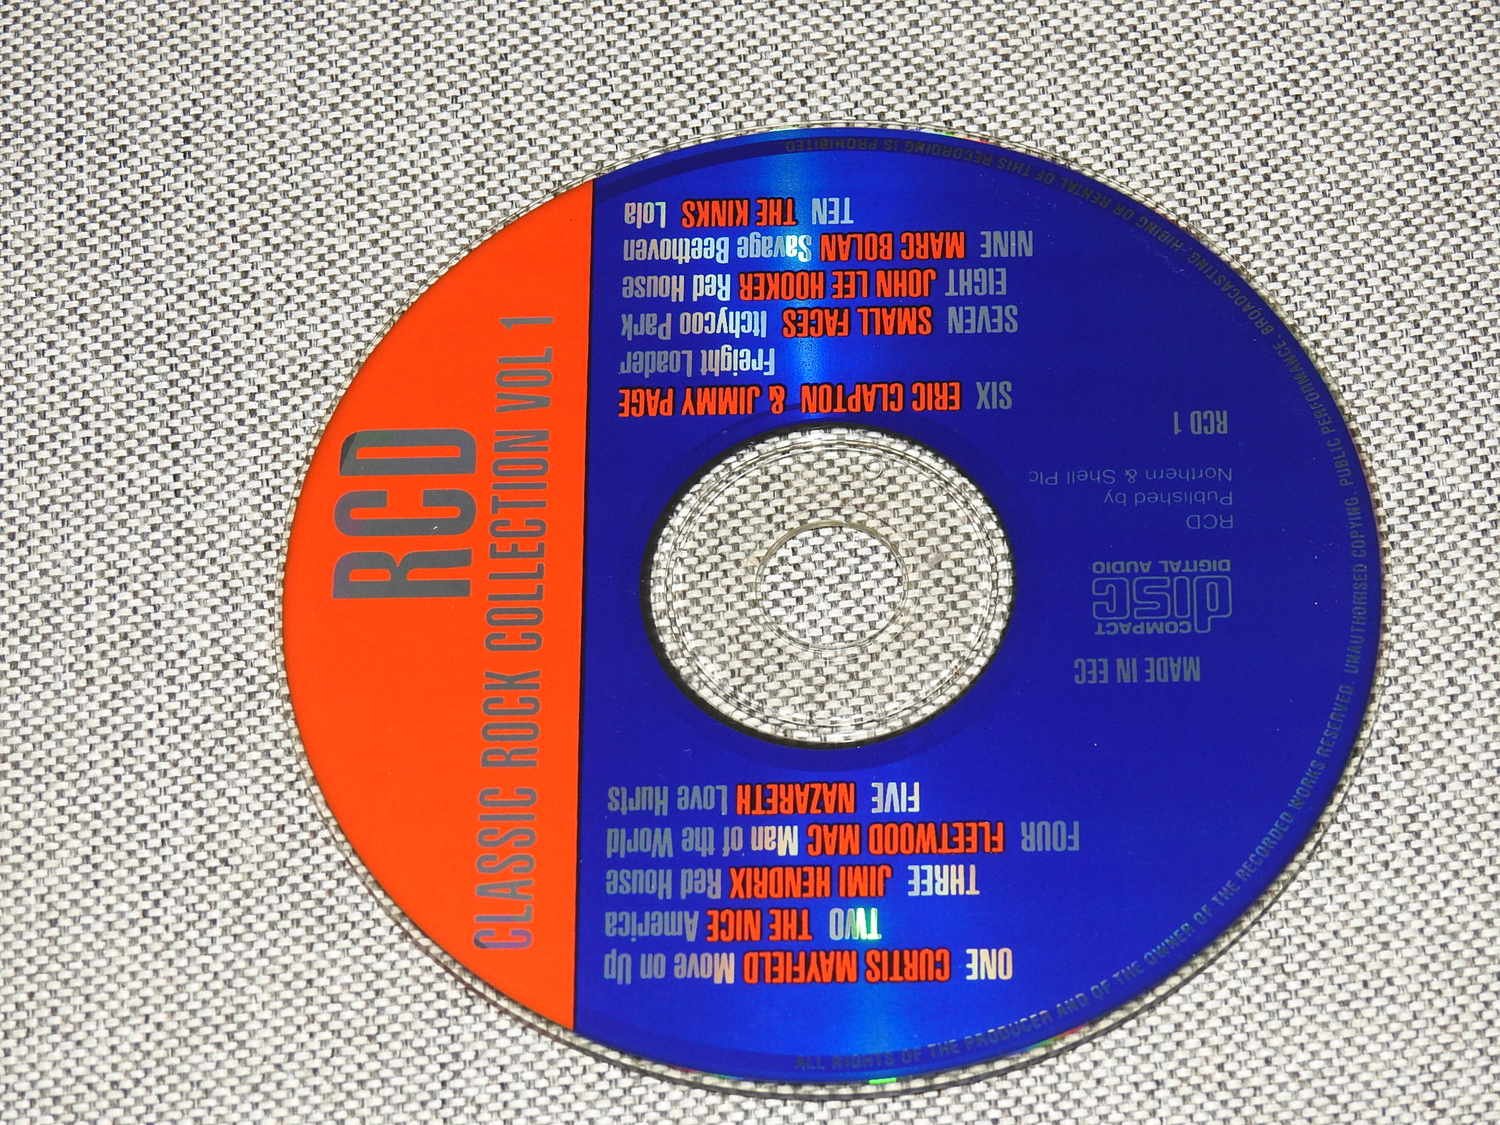 RCD
CLASSIC ROCK COLLECTION VOL 1
ONE CURTIS MAYFIELD Move on Up
TWO THE NICE America
THREE JIMI HENDRIX Red House
FOUR FLEETWOOD MAC Man of the World
FIVE NAZARETH Love Hurts
MADE IN EEC
COMPACT
disc
DIGITAL AUDIO
RCD
Published by
Northern & Shell Plc
RCD 1
SIX ERIC CLAPTON & JIMMY PAGE
Freight Loader
SEVEN SMALL FACES Itchycoo Park
EIGHT JOHN LEE HOOKER Red House
NINE MARC BOLAN Savage Beethoven
TEN THE KINKS Lola
ALL RIGHTS OF THE PRODUCER AND OF THE OWNER OF THE RECORDED WORKS RESERVED. UNAUTHORISED COPYING. PUBLIC PERFORMANCE. BROADCASTING. HIRING OR RENTAL OF THIS RECORDING IS PROHIBITED